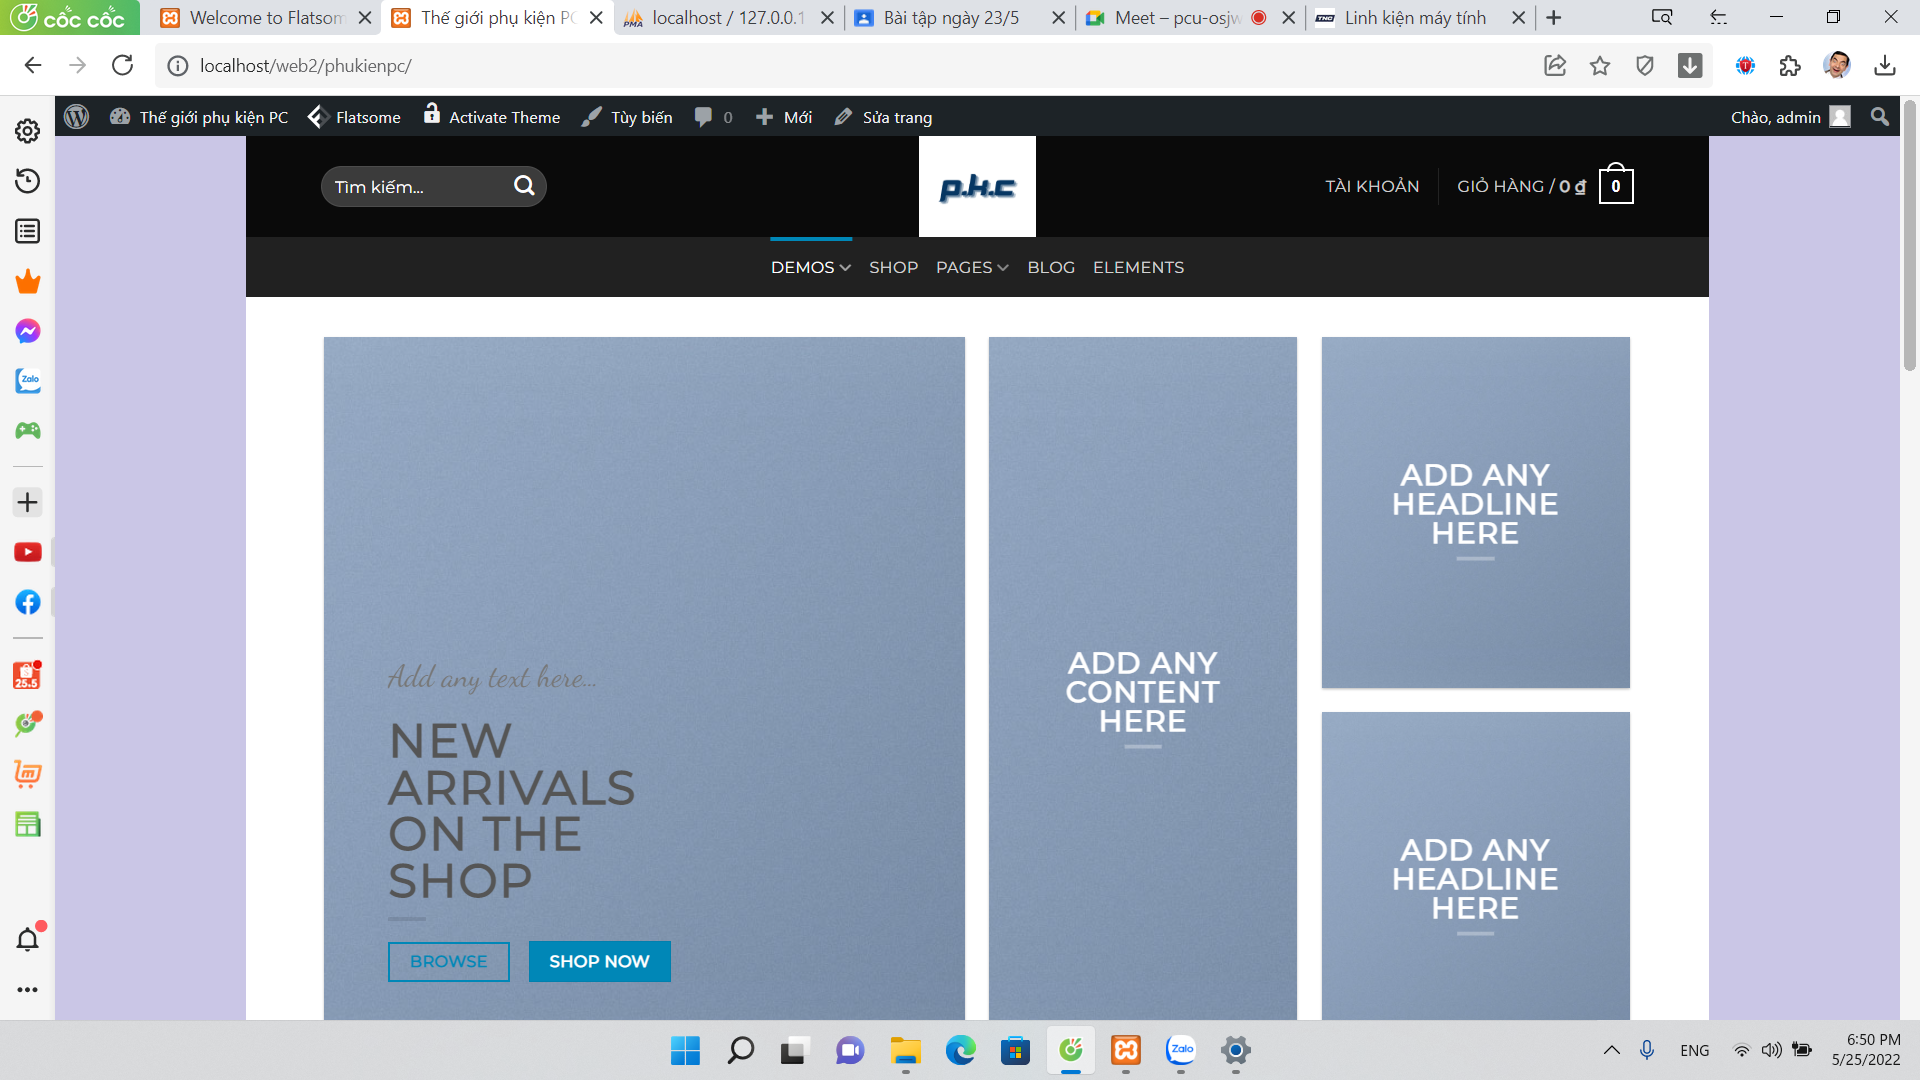 cốc cốc
Welcome to Flatsom
Thế giới phụ kiện PC
localhost / 127.0.0.1
Bài tập ngày 23/5
Meet – pcu-osjw
Linh kiện máy tính
localhost/web2/phukienpc/
Thế giới phụ kiện PC
Flatsome
Activate Theme
Tùy biến
0
Mới
Sửa trang
Chào, admin
Tìm kiếm...
p.k.c
TÀI KHOẢN
GIỎ HÀNG / 0 ₫
0
DEMOS
SHOP
PAGES
BLOG
ELEMENTS
Add any text here...
NEW
ARRIVALS
ON THE
SHOP
BROWSE
SHOP NOW
ADD ANY
CONTENT
HERE
ADD ANY
HEADLINE
HERE
ADD ANY
HEADLINE
HERE
Zalo
25.5
Zalo
ENG
6:50 PM
5/25/2022